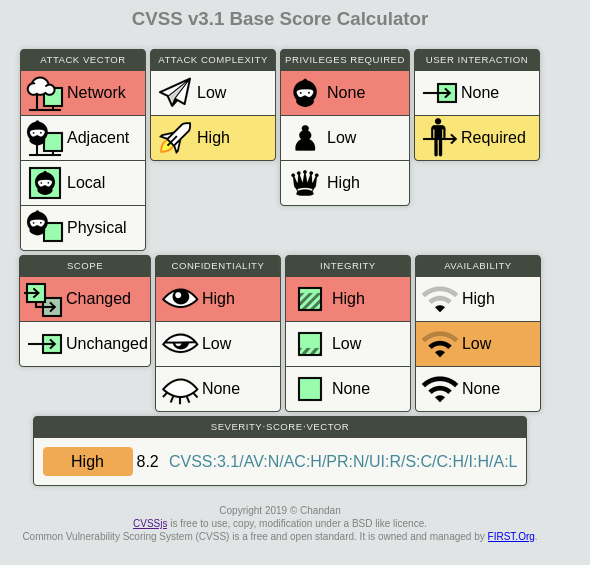 CVSS v3.1 Base Score Calculator
ATTACK VECTOR
Network
Adjacent
Local
Physical
ATTACK COMPLEXITY
Low
High
PRIVILEGES REQUIRED
None
Low
High
USER INTERACTION
None
Required
SCOPE
Changed
Unchanged
CONFIDENTIALITY
High
Low
None
INTEGRITY
High
Low
None
AVAILABILITY
High
Low
None
SEVERITY·SCORE·VECTOR
High 8.2 CVSS:3.1/AV:N/AC:H/PR:N/UI:R/S:C/C:H/I:H/A:L
Copyright 2019 © Chandan
CVSSjs is free to use, copy, modification under a BSD like licence.
Common Vulnerability Scoring System (CVSS) is a free and open standard. It is owned and managed by FIRST.Org.